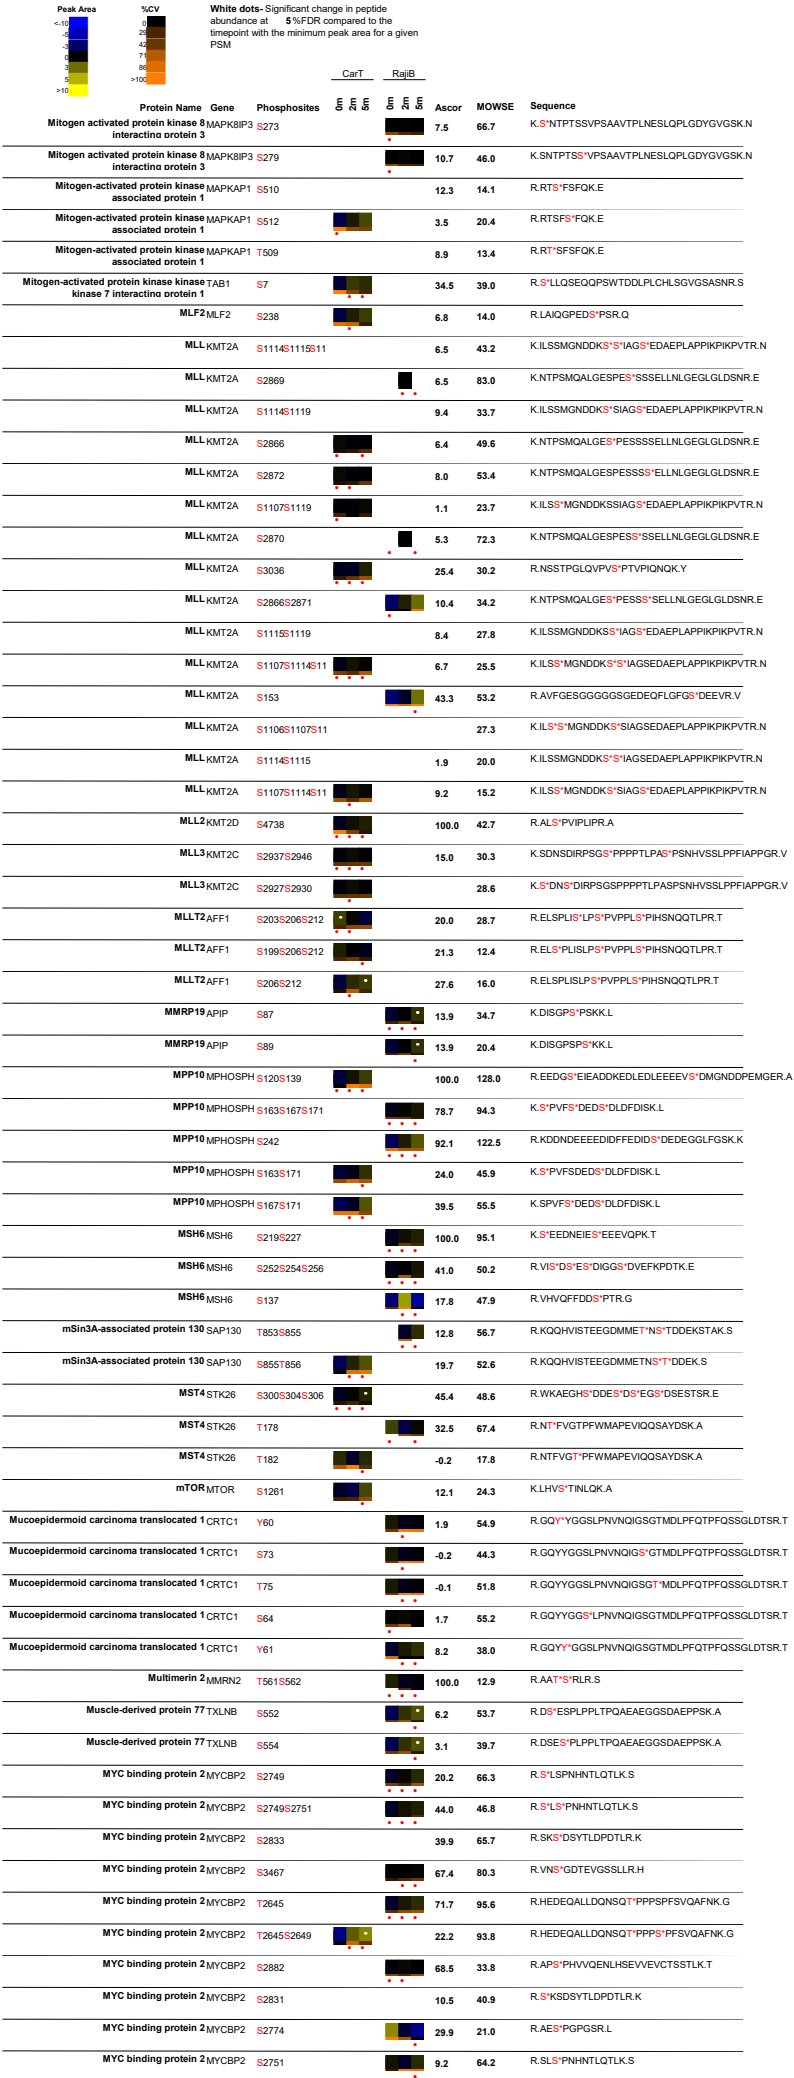 Peak Area
%CV
White dots- Significant change in peptide
abundance at 5 %FDR compared to the
timepoint with the minimum peak area for a given
PSM
<-10 0
-5 29
-3 42
0 71
3 86
5 >100
>10
CarT RajiB
Protein Name Gene Phosphosites 0m 2m 5m 0m 2m 5m Ascor MOWSE Sequence
Mitogen activated protein kinase 8 interacting protein 3 MAPK8IP3 S273 7.5 66.7 K.S*NTPTSSVPSAAVTPLNESLQPLGDYGVGSK.N
Mitogen activated protein kinase 8 interacting protein 3 MAPK8IP3 S279 10.7 46.0 K.SNTPTSS*VPSAAVTPLNESLQPLGDYGVGSK.N
Mitogen-activated protein kinase associated protein 1 MAPKAP1 S510 12.3 14.1 R.RTS*FSFQK.E
Mitogen-activated protein kinase associated protein 1 MAPKAP1 S512 3.5 20.4 R.RTSFS*FQK.E
Mitogen-activated protein kinase associated protein 1 MAPKAP1 T509 8.9 13.4 R.RT*SFSFQK.E
Mitogen-activated protein kinase kinase kinase 7 interacting protein 1 TAB1 S7 34.5 39.0 R.S*LLQSEQQPSWTDDLPLCHLSGVGSASNR.S
MLF2 MLF2 S238 6.8 14.0 R.LAIQGPEDS*PSR.Q
MLL KMT2A S1114S1115S11 6.5 43.2 K.ILSSMGNDDKS*S*IAGS*EDAEPLAPPIKPIKPVTR.N
MLL KMT2A S2869 6.5 83.0 K.NTPSMQALGESPES*SSSELLNLGEGLGLDSNR.E
MLL KMT2A S1114S1119 9.4 33.7 K.ILSSMGNDDKS*SIAGS*EDAEPLAPPIKPIKPVTR.N
MLL KMT2A S2866 6.4 49.6 K.NTPSMQALGES*PESSSSELLNLGEGLGLDSNR.E
MLL KMT2A S2872 8.0 53.4 K.NTPSMQALGESPESSSS*ELLNLGEGLGLDSNR.E
MLL KMT2A S1107S1119 1.1 23.7 K.ILSS*MGNDDKSSIAGS*EDAEPLAPPIKPIKPVTR.N
MLL KMT2A S2870 5.3 72.3 K.NTPSMQALGESPESS*SSELLNLGEGLGLDSNR.E
MLL KMT2A S3036 25.4 30.2 R.NSSTPGLQVPVS*PTVPIQNQK.Y
MLL KMT2A S2866S2871 10.4 34.2 K.NTPSMQALGES*PESSS*SELLNLGEGLGLDSNR.E
MLL KMT2A S1115S1119 8.4 27.8 K.ILSSMGNDDKSS*IAGS*EDAEPLAPPIKPIKPVTR.N
MLL KMT2A S1107S1114S11 6.7 25.5 K.ILSS*MGNDDKS*S*IAGSEDAEPLAPPIKPIKPVTR.N
MLL KMT2A S153 43.3 53.2 R.AVFGESGGGGSGEDEQFLGFGS*DEEVR.V
MLL KMT2A S1106S1107S11 27.3 K.ILS*S*MGNDDKS*SIAGSEDAEPLAPPIKPIKPVTR.N
MLL KMT2A S1114S1115 1.9 20.0 K.ILSSMGNDDKS*S*IAGSEDAEPLAPPIKPIKPVTR.N
MLL KMT2A S1107S1114S11 9.2 15.2 K.ILSS*MGNDDKS*SIAGS*EDAEPLAPPIKPIKPVTR.N
MLL2 KMT2D S4738 100.0 42.7 R.ALS*PVIPLIPR.A
MLL3 KMT2C S2937S2946 15.0 30.3 K.SDNSDIRPSGS*PPPPTLPAS*PSNHVSSLPPFIAPPGR.V
MLL3 KMT2C S2927S2930 28.6 K.S*DNS*DIRPSGSPPPPTLPASPSNHVSSLPPFIAPPGR.V
MLLT2 AFF1 S203S206S212 20.0 28.7 R.ELSPLIS*LPS*PVPPLS*PIHSNQQTLPR.T
MLLT2 AFF1 S199S206S212 21.3 12.4 R.ELS*PLISLPS*PVPPLS*PIHSNQQTLPR.T
MLLT2 AFF1 S206S212 27.6 16.0 R.ELSPLISLPS*PVPPLS*PIHSNQQTLPR.T
MMRP19 APIP S87 13.9 34.7 K.DISGPS*PSKK.L
MMRP19 APIP S89 13.9 20.4 K.DISGPSPS*KK.L
MPP10 MPHOSPH S120S139 100.0 128.0 R.EEDGS*EIEADDKEDLEDLEEEEVS*DMGNDDPEMGER.A
MPP10 MPHOSPH S163S167S171 78.7 94.3 K.S*PVFS*DEDS*DLDFDISK.L
MPP10 MPHOSPH S242 92.1 122.5 R.KDDNDEEEEDIDFFEDIDS*DEDEGGLFGSK.K
MPP10 MPHOSPH S163S171 24.0 45.9 K.S*PVFSDEDS*DLDFDISK.L
MPP10 MPHOSPH S167S171 39.5 55.5 K.SPVFS*DEDS*DLDFDISK.L
MSH6 MSH6 S219S227 100.0 95.1 K.S*EEDNEIES*EEEVQPK.T
MSH6 MSH6 S252S254S256 41.0 50.2 R.VIS*DS*ES*DIGGS*DVEFKPDTK.E
MSH6 MSH6 S137 17.8 47.9 R.VHVQFFDDS*PTR.G
mSin3A-associated protein 130 SAP130 T853S855 12.8 56.7 R.KQQHVISTEEGDMMET*NS*TDDEKSTAK.S
mSin3A-associated protein 130 SAP130 S855T856 19.7 52.6 R.KQQHVISTEEGDMMETNS*T*DDEK.S
MST4 STK26 S300S304S306 45.4 48.6 R.WKAEGHS*DDES*DS*EGS*DSESTSR.E
MST4 STK26 T178 32.5 67.4 R.NT*FVGTPFWMAPEVIQQSAYDSK.A
MST4 STK26 T182 -0.2 17.8 R.NTFVGT*PFWMAPEVIQQSAYDSK.A
mTOR MTOR S1261 12.1 24.3 K.LHVS*TINLQK.A
Mucoepidermoid carcinoma translocated 1 CRTC1 Y60 1.9 54.9 R.GQY*YGGSLPNVNQIGSGTMDLPFQTPFQSSGLDTSR.T
Mucoepidermoid carcinoma translocated 1 CRTC1 S73 -0.2 44.3 R.GQYYGGSLPNVNQIGS*GTMDLPFQTPFQSSGLDTSR.T
Mucoepidermoid carcinoma translocated 1 CRTC1 T75 -0.1 51.8 R.GQYYGGSLPNVNQIGSGT*MDLPFQTPFQSSGLDTSR.T
Mucoepidermoid carcinoma translocated 1 CRTC1 S64 1.7 55.2 R.GQYYGGS*LPNVNQIGSGTMDLPFQTPFQSSGLDTSR.T
Mucoepidermoid carcinoma translocated 1 CRTC1 Y61 8.2 38.0 R.GQYY*GGSLPNVNQIGSGTMDLPFQTPFQSSGLDTSR.T
Multimerin 2 MMRN2 T561S562 100.0 12.9 R.AAT*S*RLR.S
Muscle-derived protein 77 TXLNB S552 6.2 53.7 R.DS*ESPLPPLTPQAEAEGGSDAEPPSK.A
Muscle-derived protein 77 TXLNB S554 3.1 39.7 R.DSES*PLPPLTPQAEAEGGSDAEPPSK.A
MYC binding protein 2 MYCBP2 S2749 20.2 66.3 R.S*LSPNHNTLQTLK.S
MYC binding protein 2 MYCBP2 S2749S2751 44.0 46.8 R.S*LS*PNHNTLQTLK.S
MYC binding protein 2 MYCBP2 S2833 39.9 65.7 R.SKS*DSYTLDPDTLR.K
MYC binding protein 2 MYCBP2 S3467 67.4 80.3 R.VNS*GDTEVGSSLLR.H
MYC binding protein 2 MYCBP2 T2645 71.7 95.6 R.HEDEQALLDQNSQT*PPPSPFSVQAFNK.G
MYC binding protein 2 MYCBP2 T2645S2649 22.2 93.8 R.HEDEQALLDQNSQT*PPPS*PFSVQAFNK.G
MYC binding protein 2 MYCBP2 S2882 68.5 33.8 R.APS*PHVVQENLHSEVVEVCTSSTLK.T
MYC binding protein 2 MYCBP2 S2831 10.5 40.9 R.S*KSDSYTLDPDTLR.K
MYC binding protein 2 MYCBP2 S2774 29.9 21.0 R.AES*PGPGSR.L
MYC binding protein 2 MYCBP2 S2751 9.2 64.2 R.SLS*PNHNTLQTLK.S